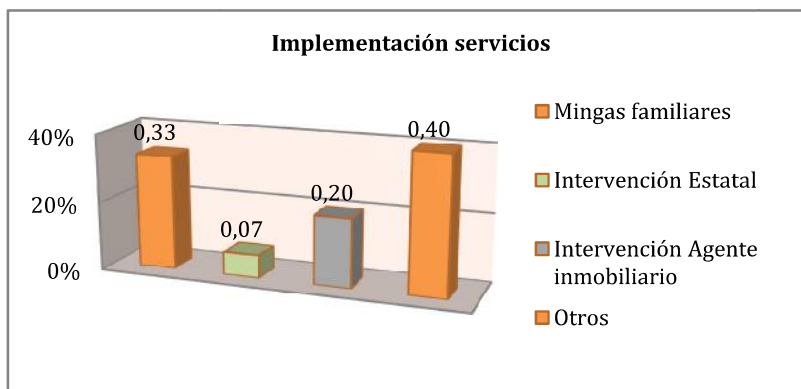 Implementación servicios
40%
20%
0%
0,33
0,07
0,20
0,40
Mingas familiares
Intervención Estatal
Intervención Agente
inmobiliario
Otros